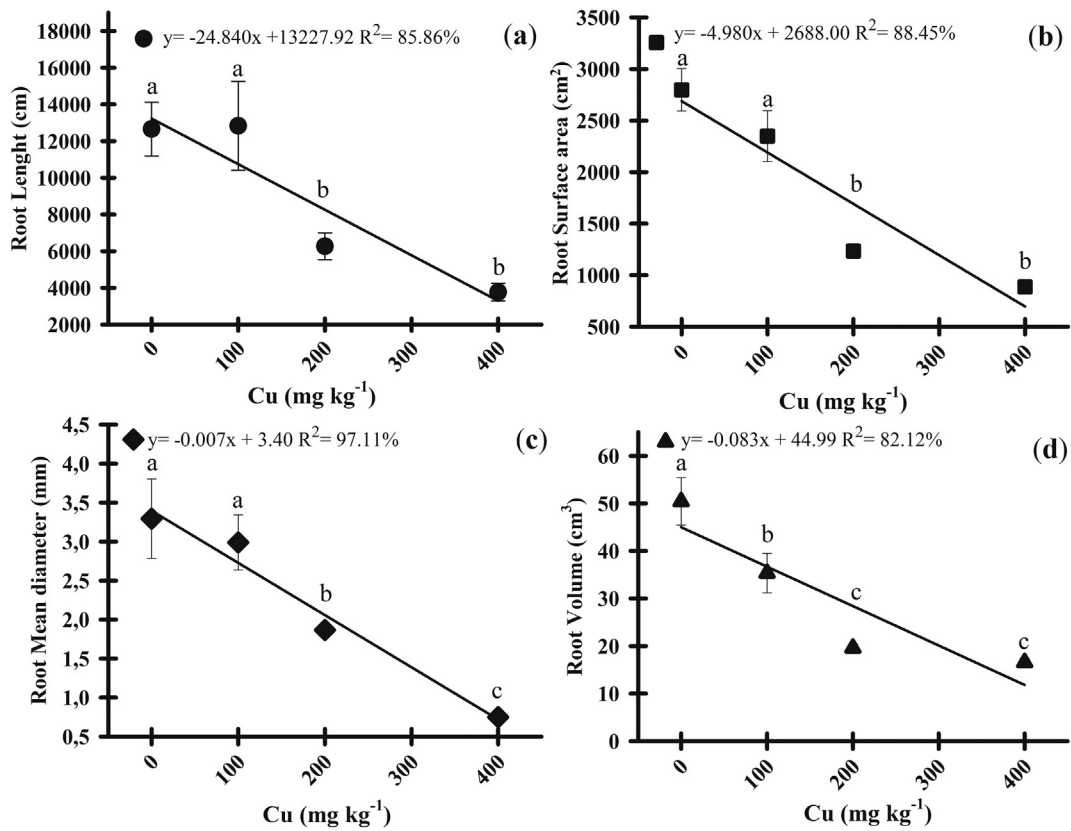 y= -24.840x +13227.92 R²= 85.86%
(a)
Root Lenght (cm)
18000
16000
14000
12000
10000
8000
6000
4000
2000
a
a
b
b
0
100
200
300
400
Cu (mg kg⁻¹)
y= -4.980x + 2688.00 R²= 88.45%
(b)
Root Surface area (cm²)
3500
3000
2500
2000
1500
1000
500
a
a
b
b
0
100
200
300
400
Cu (mg kg⁻¹)
y= -0.007x + 3.40 R²= 97.11%
(c)
Root Mean diameter (mm)
4,5
4,0
3,5
3,0
2,5
2,0
1,5
1,0
0,5
a
a
b
c
0
100
200
300
400
Cu (mg kg⁻¹)
y= -0.083x + 44.99 R²= 82.12%
(d)
Root Volume (cm³)
60
50
40
30
20
10
0
a
b
c
c
0
100
200
300
400
Cu (mg kg⁻¹)